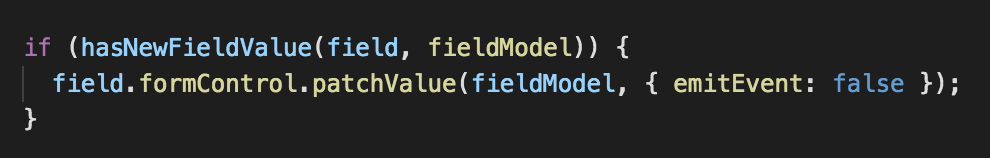 if (hasNewFieldValue(field, fieldModel)) {
  field.formControl.patchValue(fieldModel, { emitEvent: false });
}